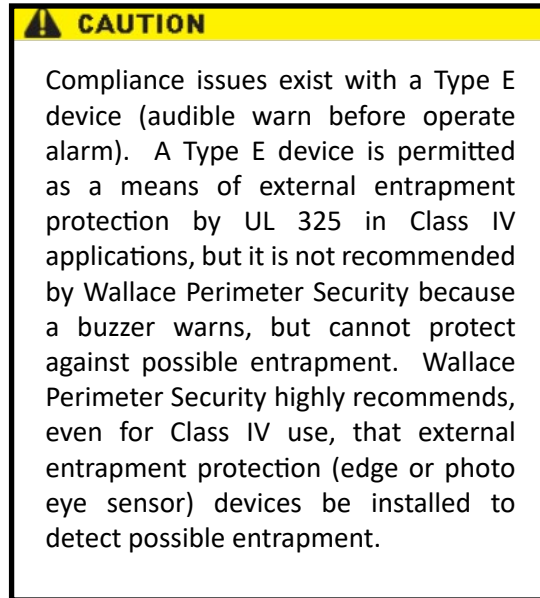 CAUTION
Compliance issues exist with a Type E
device (audible warn before operate
alarm). A Type E device is permitted
as a means of external entrapment
protection by UL 325 in Class IV
applications, but it is not recommended
by Wallace Perimeter Security because
a buzzer warns, but cannot protect
against possible entrapment. Wallace
Perimeter Security highly recommends,
even for Class IV use, that external
entrapment protection (edge or photo
eye sensor) devices be installed to
detect possible entrapment.